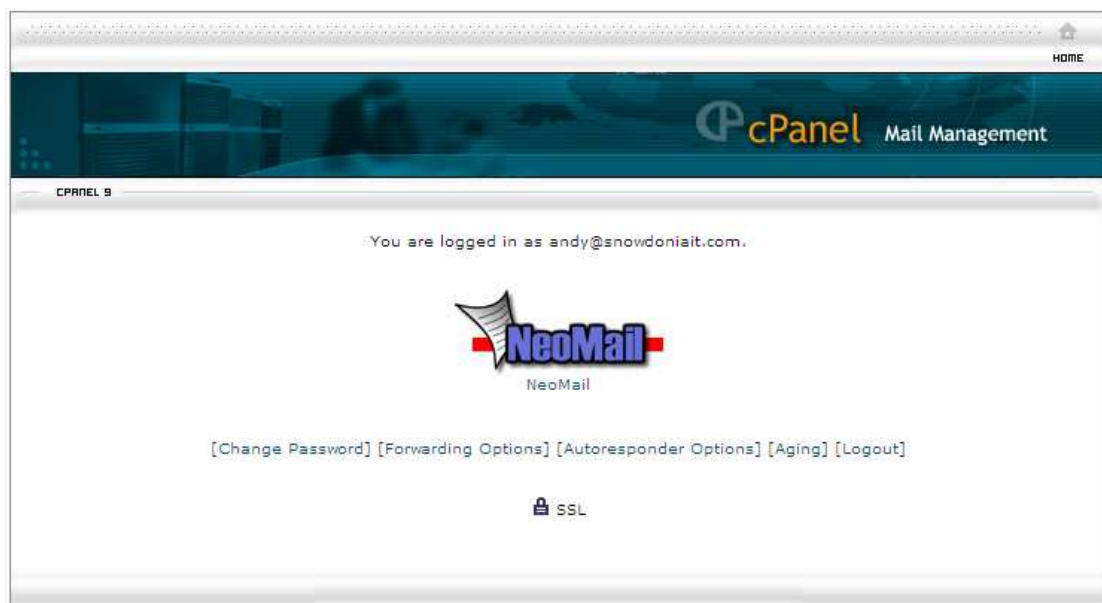 HOME
cPanel Mail Management
CPANEL 9
You are logged in as andy@snowdoniait.com.
NeoMail
NeoMail
[Change Password] [Forwarding Options] [Autoresponder Options] [Aging] [Logout]
SSL